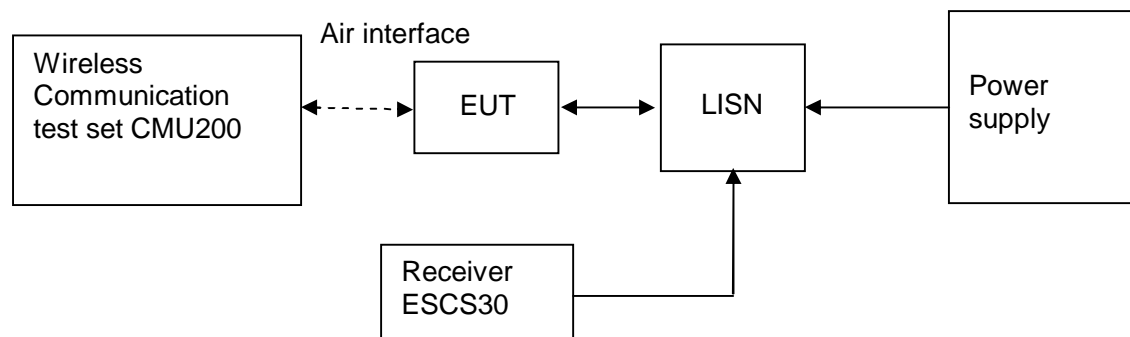 Air interface
Wireless
Communication
test set CMU200
EUT
LISN
Power
supply
Receiver
ESCS30